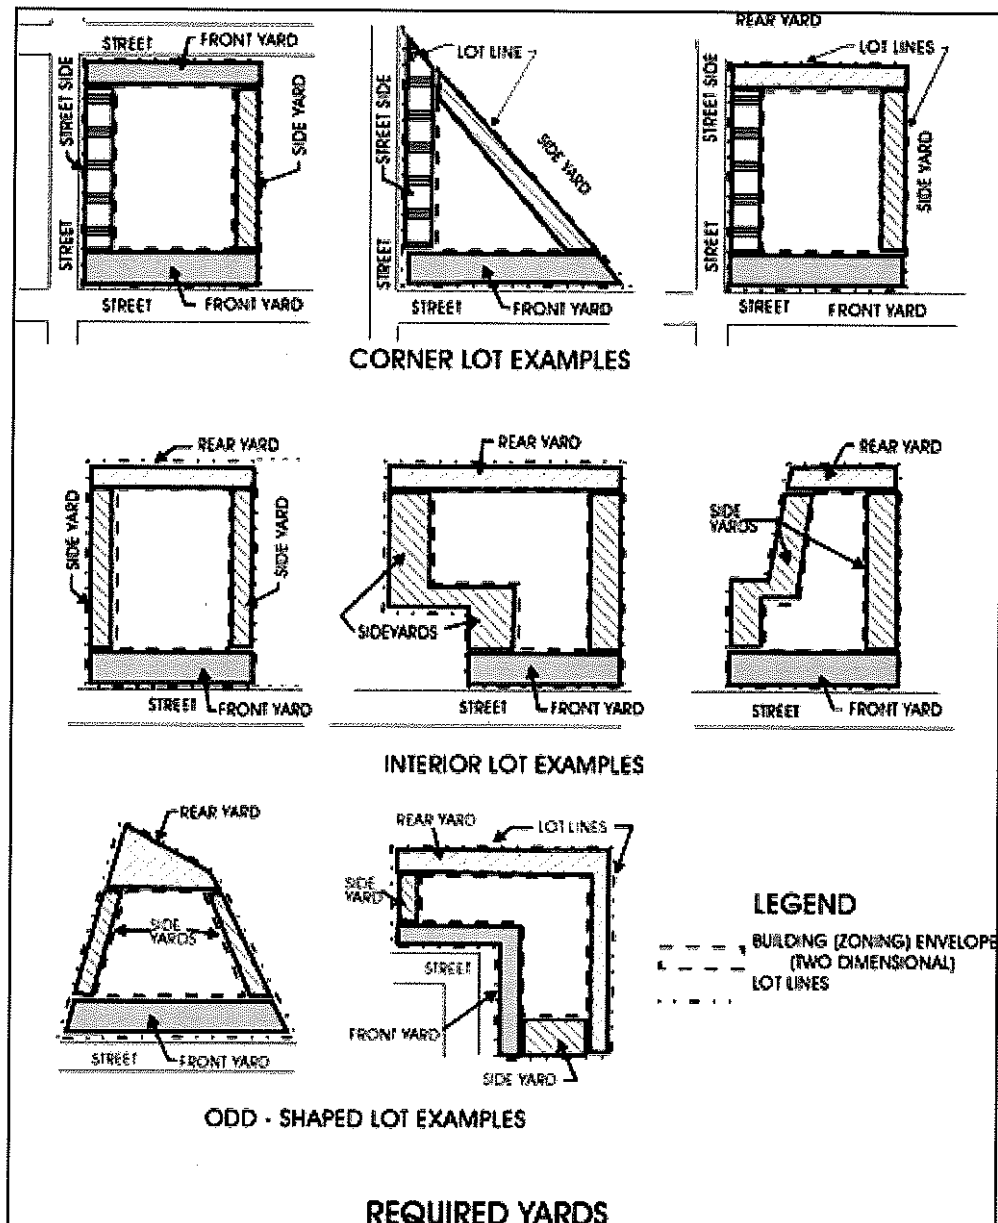 STREET FRONT YARD
STREET SIDE
SIDE YARD
STREET
STREET FRONT YARD
LOT LINE
STREET SIDE
SIDE YARD
STREET
STREET FRONT YARD
REAR YARD
LOT LINES
STREET SIDE
SIDE YARD
STREET
STREET FRONT YARD
CORNER LOT EXAMPLES
REAR YARD
SIDE YARD
SIDE YARD
STREET FRONT YARD
REAR YARD
SIDEYARDS
STREET FRONT YARD
REAR YARD
SIDE
YARDS
STREET FRONT YARD
INTERIOR LOT EXAMPLES
REAR YARD
SIDE
YARDS
STREET FRONT YARD
REAR YARD LOT LINES
SIDE
YARD
STREET
FRONT YARD
SIDE YARD
LEGEND
BUILDING (ZONING) ENVELOPE
(TWO DIMENSIONAL)
LOT LINES
ODD - SHAPED LOT EXAMPLES
REQUIRED YARDS